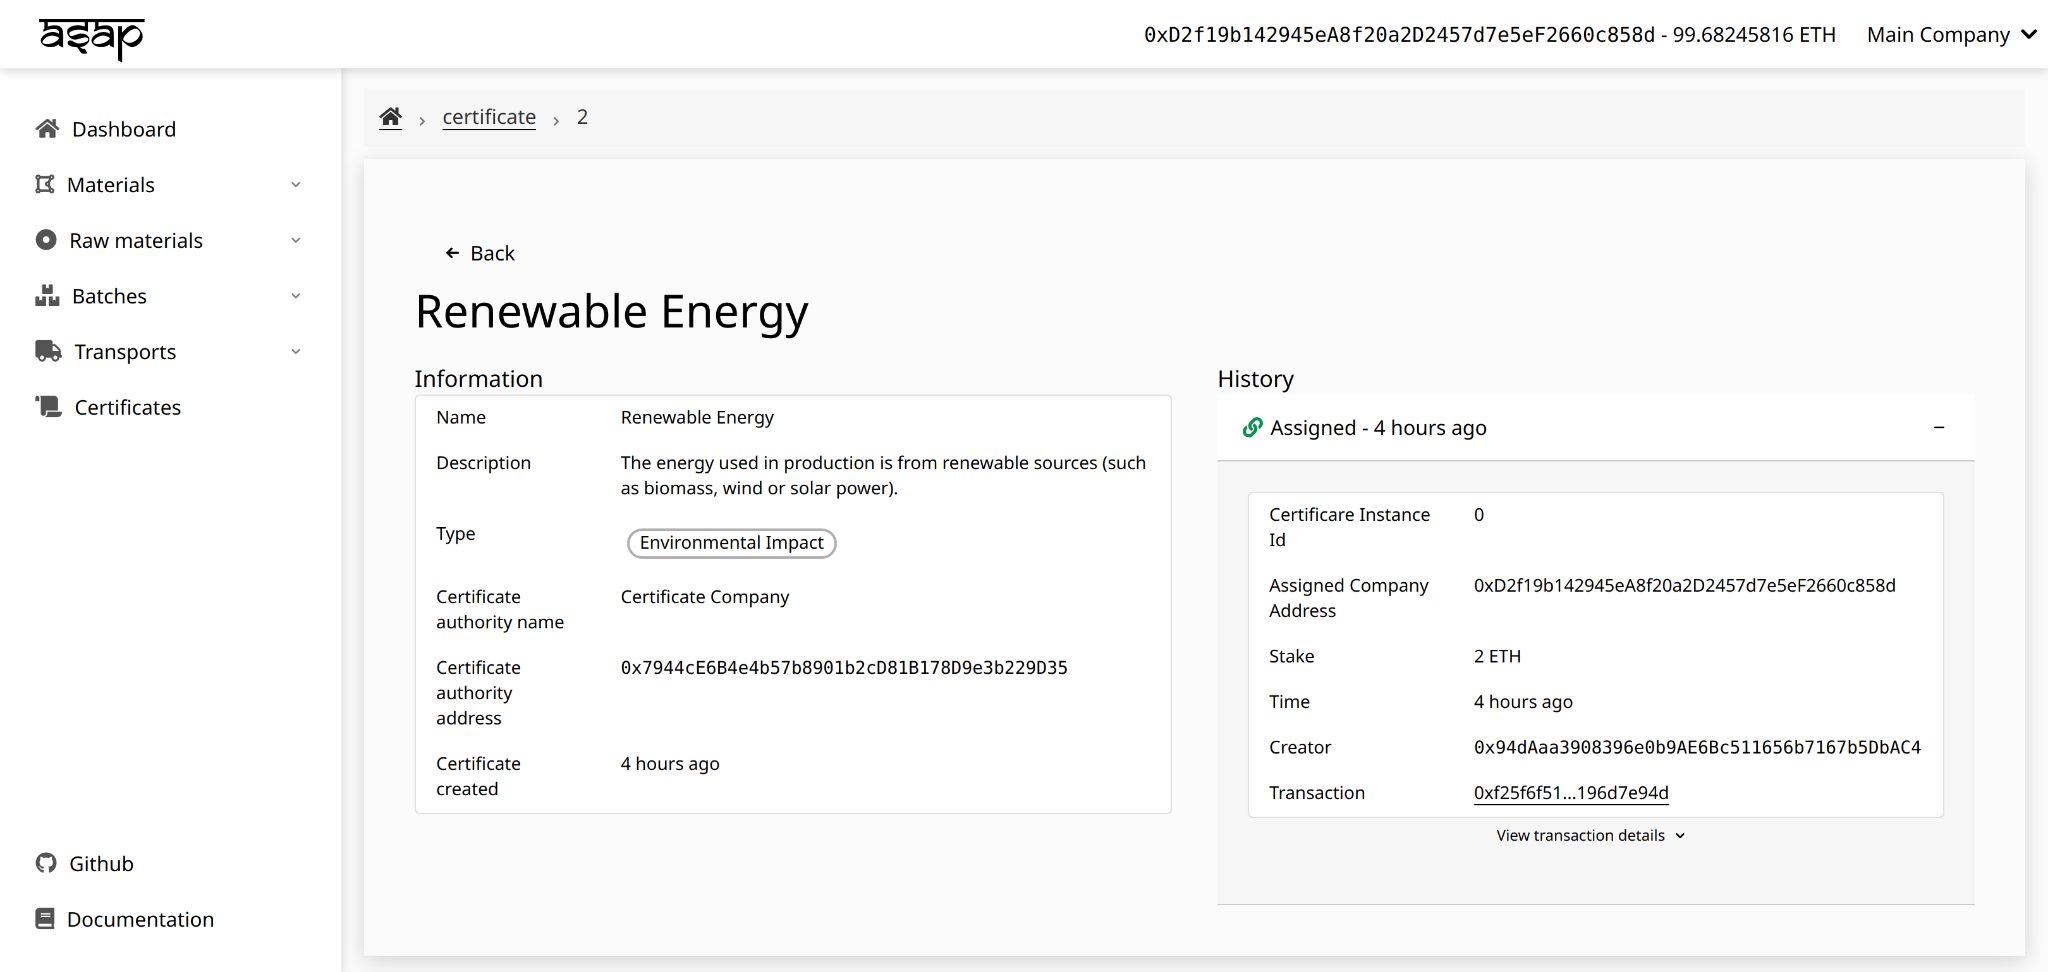 asap
0xD2f19b142945eA8f20a2D2457d7e5eF2660c858d - 99.68245816 ETH
Main Company
Dashboard
Materials
Raw materials
Batches
Transports
Certificates
Github
Documentation
certificate › 2
Back
Renewable Energy
Information
Name Renewable Energy
Description The energy used in production is from renewable sources (such
as biomass, wind or solar power).
Type Environmental Impact
Certificate Certificate Company
authority name
Certificate 0x7944cE6B4e4b57b8901b2cD81B178D9e3b229D35
authority
address
Certificate 4 hours ago
created
History
Assigned - 4 hours ago
Certificare Instance 0
Id
Assigned Company 0xD2f19b142945eA8f20a2D2457d7e5eF2660c858d
Address
Stake 2 ETH
Time 4 hours ago
Creator 0x94dAaa3908396e0b9AE6Bc511656b7167b5DbAC4
Transaction 0xf25f6f51...196d7e94d
View transaction details